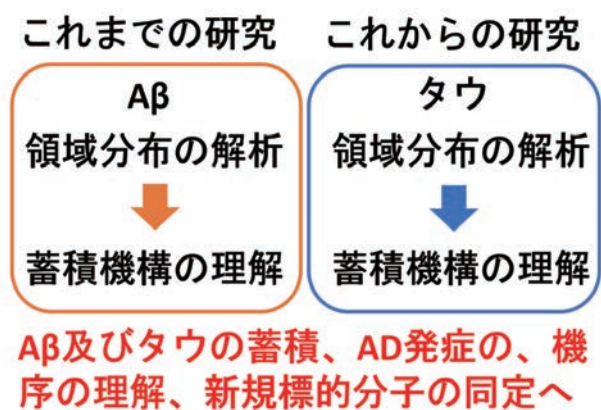 これまでの研究
これからの研究
Aβ
領域分布の解析
蓄積機構の理解
タウ
領域分布の解析
蓄積機構の理解
Aβ及びタウの蓄積、AD発症の、機
序の理解、新規標的分子の同定へ